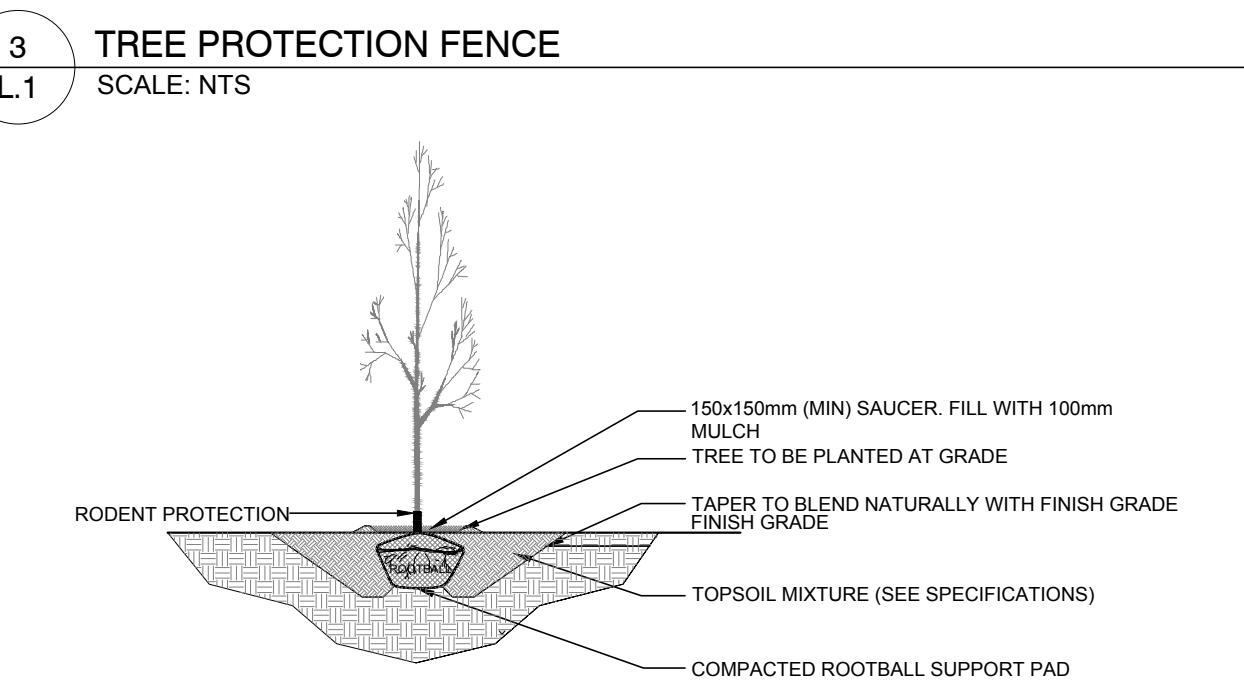 3
TREE PROTECTION FENCE
L.1
SCALE: NTS
150x150mm (MIN) SAUCER. FILL WITH 100mm
MULCH
TREE TO BE PLANTED AT GRADE
TAPER TO BLEND NATURALLY WITH FINISH GRADE
RODENT PROTECTION
FINISH GRADE
ROOTBALL
TOPSOIL MIXTURE (SEE SPECIFICATIONS)
COMPACTED ROOTBALL SUPPORT PAD